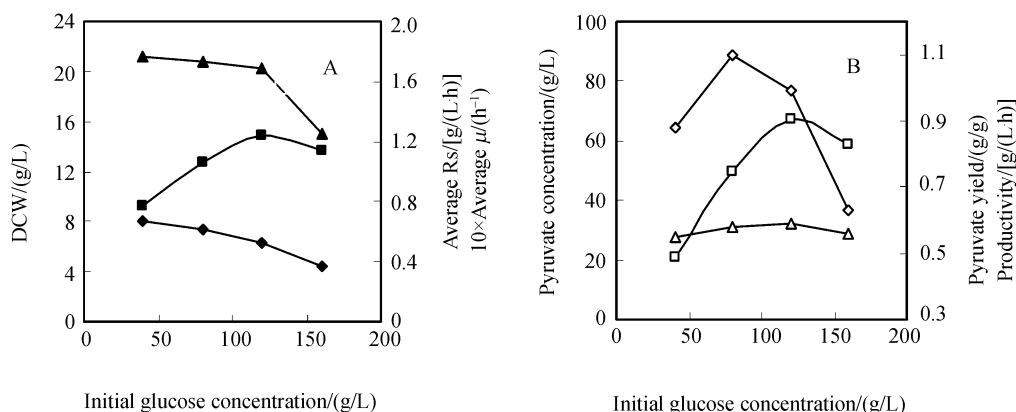 24
20
16
12
8
4
0
DCW/(g/L)
A
2.0
1.6
1.2
0.8
0.4
0
Average Rs/[g/(L·h)]
10×Average μ/(h⁻¹)
0 50 100 150 200
Initial glucose concentration/(g/L)
100
80
60
40
20
0
Pyruvate concentration/(g/L)
B
1.1
0.9
0.7
0.5
0.3
Pyruvate yield/(g/g)
Productivity/[g/(L·h)]
0 50 100 150 200
Initial glucose concentration/(g/L)